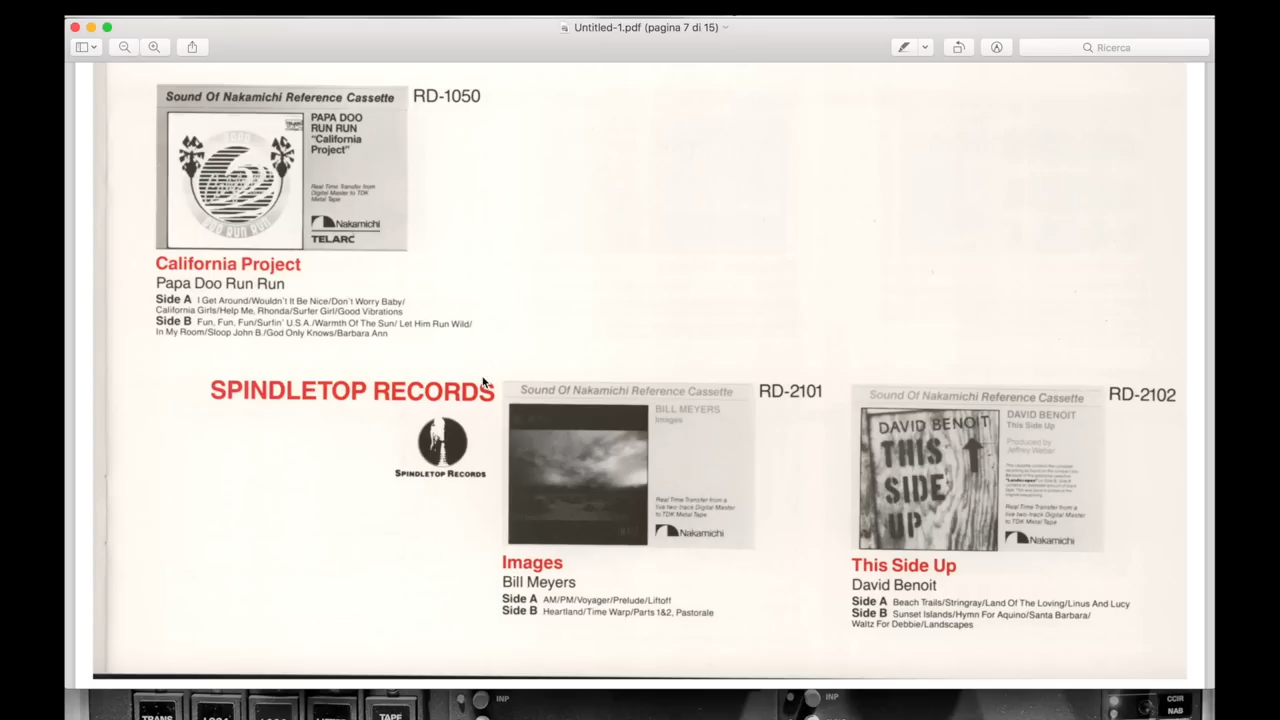 Untitled-1.pdf (pagina 7 di 15)
Ricerca
Sound Of Nakamichi Reference Cassette
RD-1050
PAPA DOO
RUN RUN
"California
Project"
Real Time Transfer from
Digital Master to TDK
Metal Tape
Nakamichi
TELARC
California Project
Papa Doo Run Run
Side A I Get Around/Wouldn't It Be Nice/Don't Worry Baby/
California Girls/Help Me, Rhonda/Surfer Girl/Good Vibrations
Side B Fun, Fun, Fun/Surfin' U.S.A./Warmth Of The Sun/ Let Him Run Wild/
In My Room/Sloop John B./God Only Knows/Barbara Ann
SPINDLETOP RECORDS
SPINDLETOP RECORDS
Sound Of Nakamichi Reference Cassette
RD-2101
BILL MEYERS
Images
Real Time Transfer from a
live two-track Digital Master
to TDK Metal Tape
Nakamichi
Images
Bill Meyers
Side A AM/PM/Voyager/Prelude/Liftoff
Side B Heartland/Time Warp/Parts 1&2, Pastorale
Sound Of Nakamichi Reference Cassette
RD-2102
DAVID BENOIT
THIS
SIDE
UP
DAVID BENOIT
This Side Up
Produced by
Jeffrey Weber
"Landscapes"
Real Time Transfer from a
live two-track Digital Master
to TDK Metal Tape
Nakamichi
This Side Up
David Benoit
Side A Beach Trails/Stringray/Land Of The Loving/Linus And Lucy
Side B Sunset Islands/Hymn For Aquino/Santa Barbara/
Waltz For Debbie/Landscapes
INP
INP
CCIR
NAB
TAPE